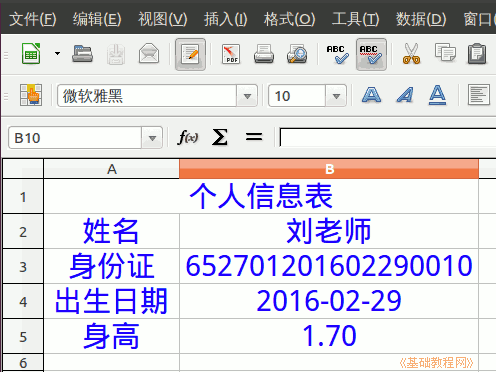 文件(F) 编辑(E) 视图(V) 插入(I) 格式(O) 工具(T) 数据(D) 窗口
PDF ABC ABC
微软雅黑 10 A A A
B10 f(x) Σ =
A B
1 个人信息表
2 姓名 刘老师
3 身份证 652701201602290010
4 出生日期 2016-02-29
5 身高 1.70
6 《基础教程网》